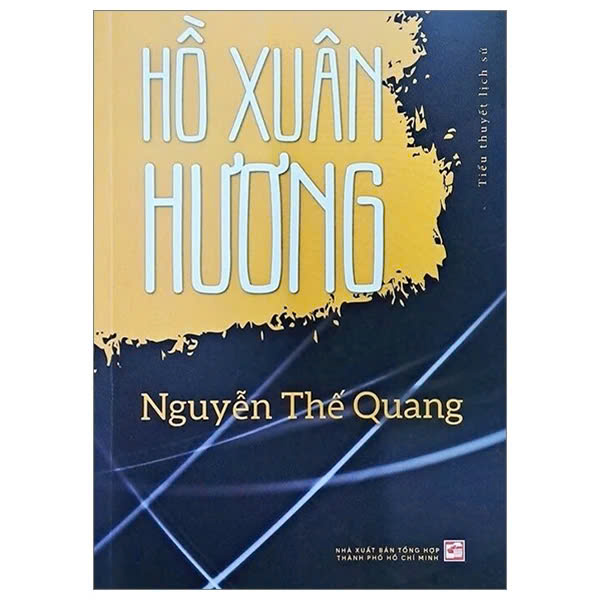 HỒ XUÂN
HƯƠNG
Tiểu thuyết lịch sử
Nguyễn Thế Quang
NHÀ XUẤT BẢN TỔNG HỢP
THÀNH PHỐ HỒ CHÍ MINH